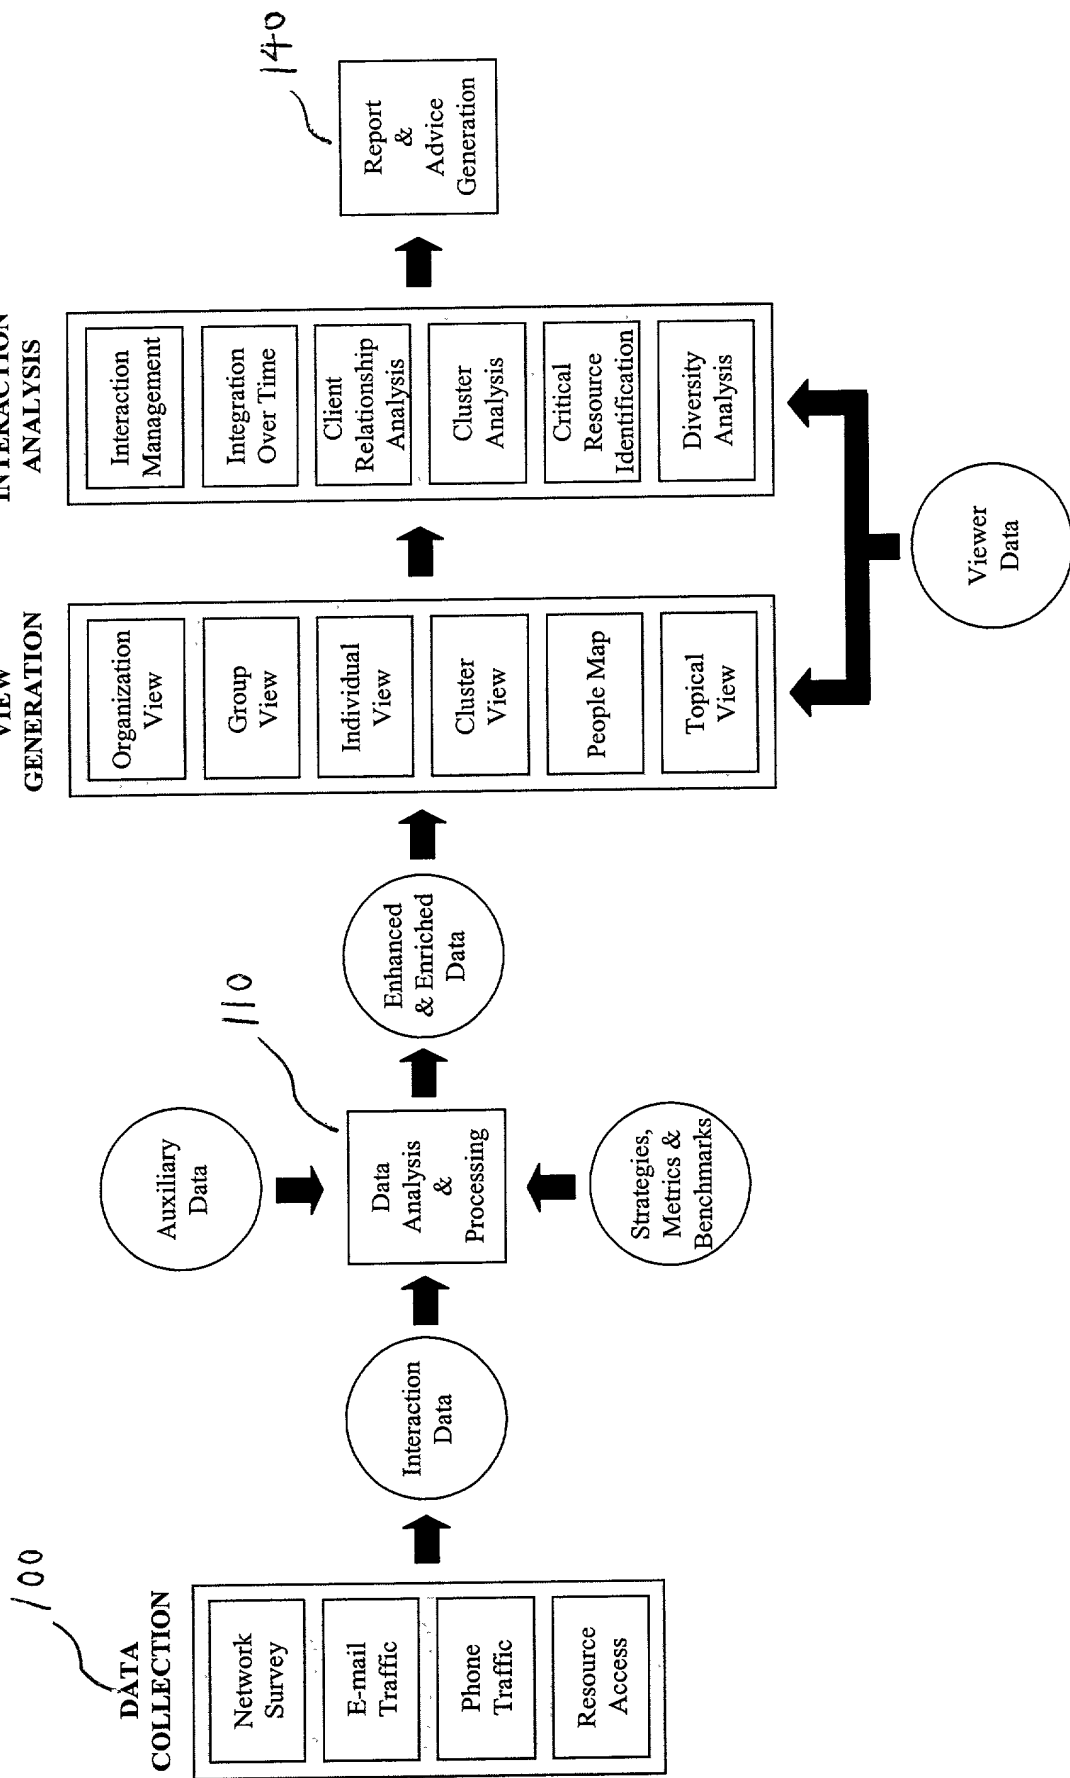 100
DATA
COLLECTION
Network
Survey
E-mail
Traffic
Phone
Traffic
Resource
Access
Interaction
Data
Auxiliary
Data
110
Data
Analysis
&
Processing
Strategies,
Metrics &
Benchmarks
Enhanced
& Enriched
Data
VIEW
GENERATION
Organization
View
Group
View
Individual
View
Cluster
View
People Map
Topical
View
INTERACTION
ANALYSIS
Interaction
Management
Integration
Over Time
Client
Relationship
Analysis
Cluster
Analysis
Critical
Resource
Identification
Diversity
Analysis
Viewer
Data
140
Report
&
Advice
Generation